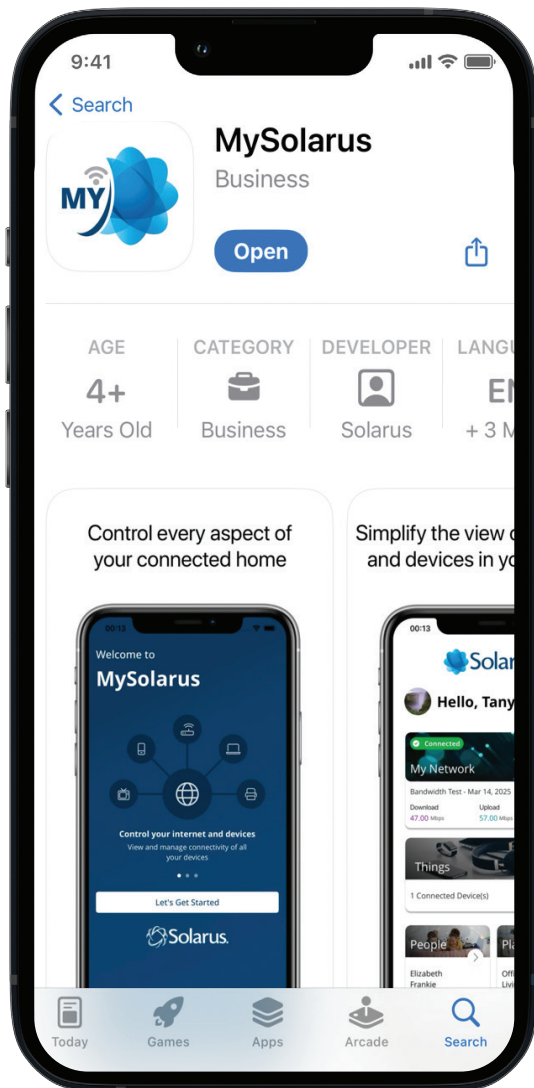 9:41
Search
MY
MySolarus
Business
Open
AGE
CATEGORY
DEVELOPER
4+
Years Old
Business
Solarus
+ 3
Control every aspect of
your connected home
00:13
Welcome to
MySolarus
Control your internet and devices
View and manage connectivity of all
your devices
Let's Get Started
Solarus.
Simplify the view
and devices in
00:13
Hello,
Connected
My Network
Bandwidth Test - Mar 14, 2025
Download
Upload
47.00 Mbps
57.00 Mbps
Things
1 Connected Device(s)
People
Elizabeth
Frankie
Today
Games
Apps
Arcade
Search